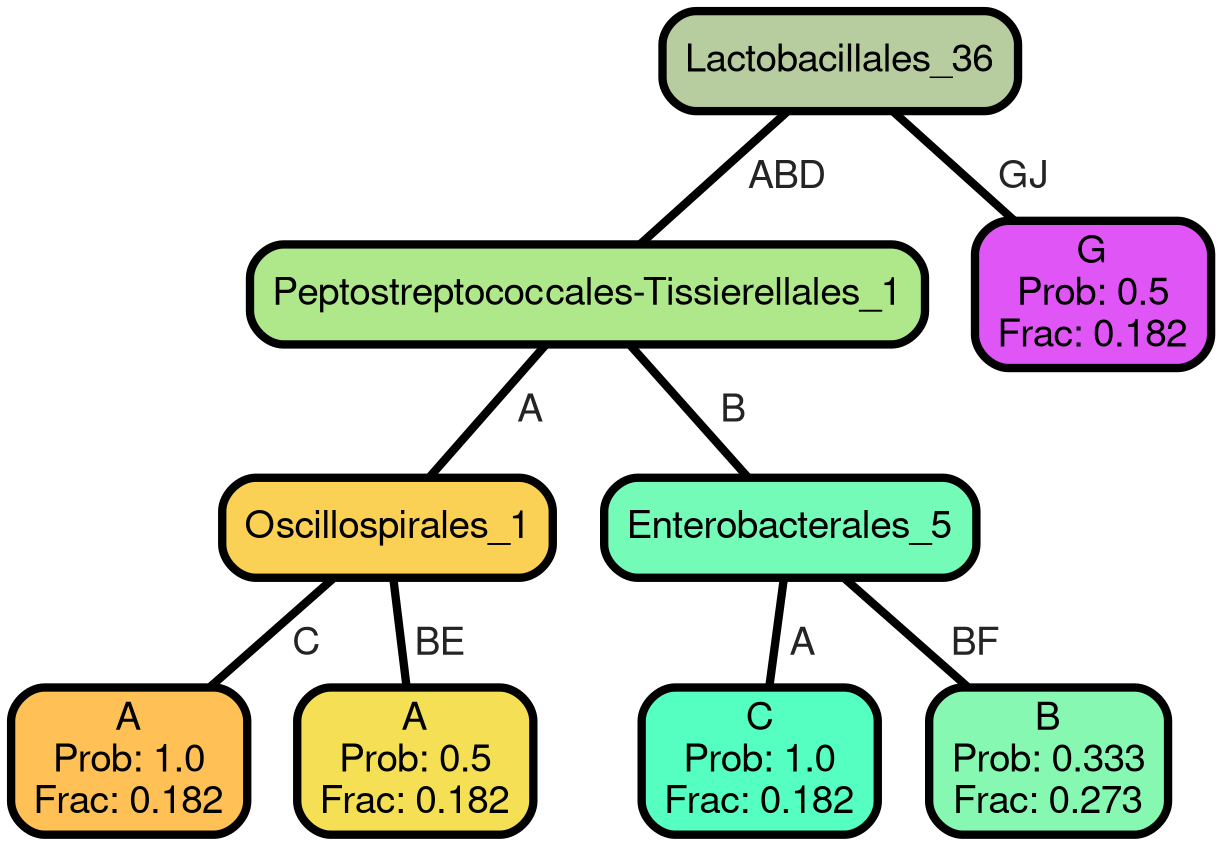 Lactobacillales_36
ABD
GJ
Peptostreptococcales-Tissierellales_1
G
Prob: 0.5
Frac: 0.182
A
B
Oscillospirales_1
Enterobacterales_5
C
BE
A
BF
A
Prob: 1.0
Frac: 0.182
A
Prob: 0.5
Frac: 0.182
C
Prob: 1.0
Frac: 0.182
B
Prob: 0.333
Frac: 0.273